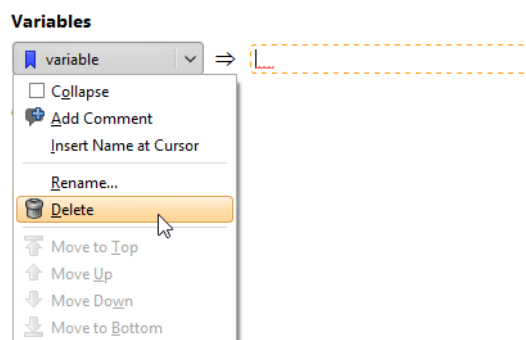 Variables
variable ⇒
Collapse
Add Comment
Insert Name at Cursor
Rename...
Delete
Move to Top
Move Up
Move Down
Move to Bottom